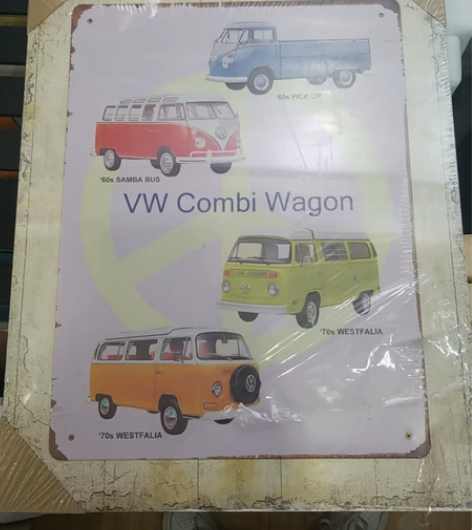 '60s PICK UP
'60s SAMBA BUS
VW Combi Wagon
'70s WESTFALIA
'70s WESTFALIA